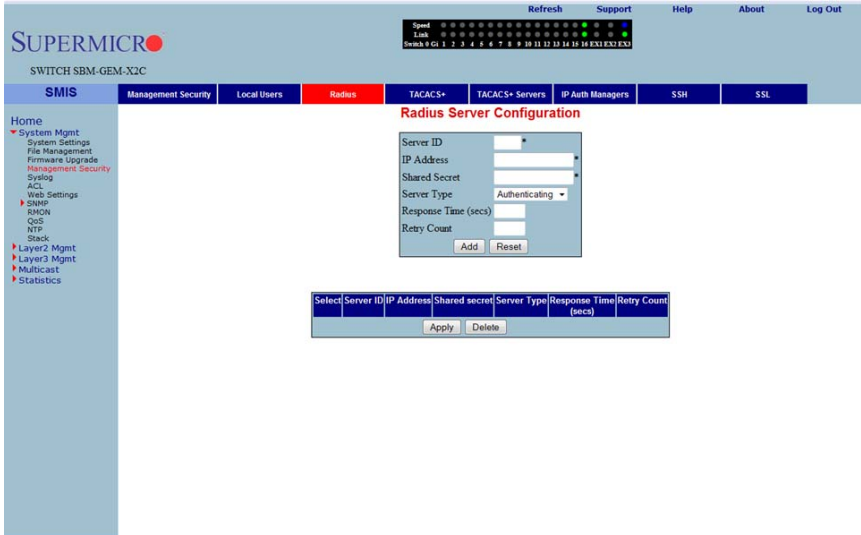 Refresh Support Help About Log Out
SUPERMICRO
Speed
Link
Switch 0 Gi 1 2 3 4 5 6 7 8 9 10 11 12 13 14 15 16 EX1 EX2 EX3
SWITCH SBM-GEM-X2C
SMIS
Management Security Local Users Radius TACACS+ TACACS+ Servers IP Auth Managers SSH SSL
Home
System Mgmt
System Settings
File Management
Firmware Upgrade
Management Security
Syslog
ACL
Web Settings
SNMP
RMON
QoS
NTP
Stack
Layer2 Mgmt
Layer3 Mgmt
Multicast
Statistics
Radius Server Configuration
Server ID *
IP Address *
Shared Secret *
Server Type Authenticating
Response Time (secs)
Retry Count
Add Reset
Select Server ID IP Address Shared secret Server Type Response Time (secs) Retry Count
Apply Delete